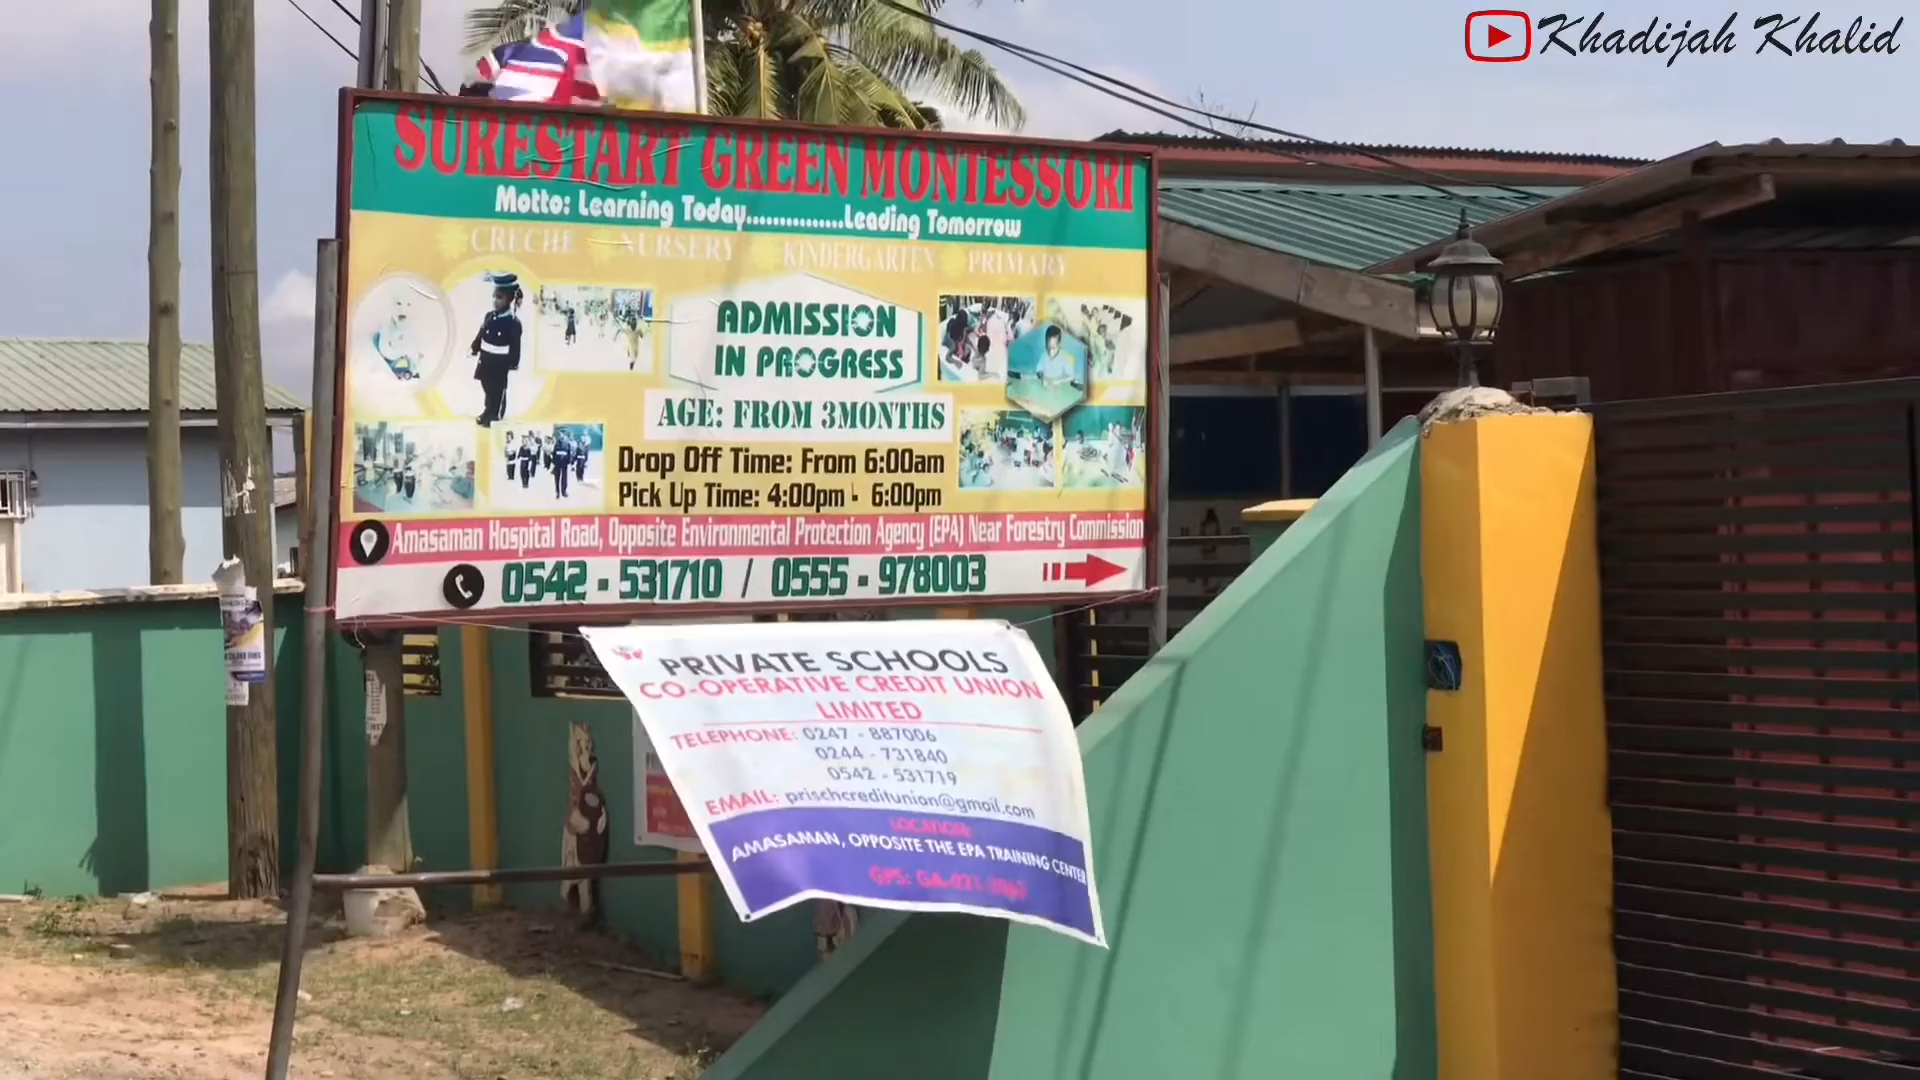 Khadijah Khalid
SURESTART GREEN MONTESSORI
Motto: Learning Today...............Leading Tomorrow
CRECHE NURSERY KINDERGARTEN PRIMARY
ADMISSION
IN PROGRESS
AGE: FROM 3MONTHS
Drop Off Time: From 6:00am
Pick Up Time: 4:00pm - 6:00pm
Amasaman Hospital Road, Opposite Environmental Protection Agency (EPA) Near Forestry Commission
0542 - 531710 / 0555 - 978003
PRIVATE SCHOOLS
CO-OPERATIVE CREDIT UNION
LIMITED
TELEPHONE: 0247 - 887006
0244 - 731840
0542 - 531719
EMAIL: prischcreditunion@gmail.com
LOCATION:
AMASAMAN, OPPOSITE THE EPA TRAINING CENTER
GPS: